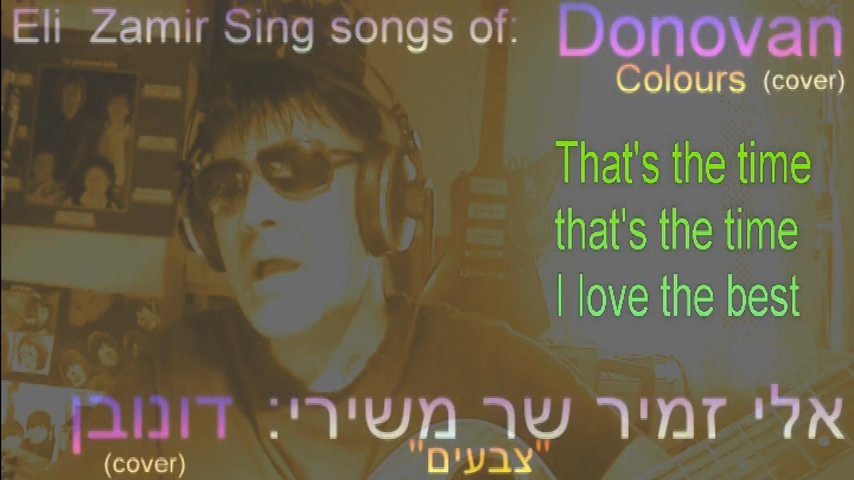 Eli Zamir Sing songs of: Donovan
Colours (cover)
That's the time
that's the time
I love the best
אלי זמיר שר משירי: דונובן
"צבעים"
(cover)